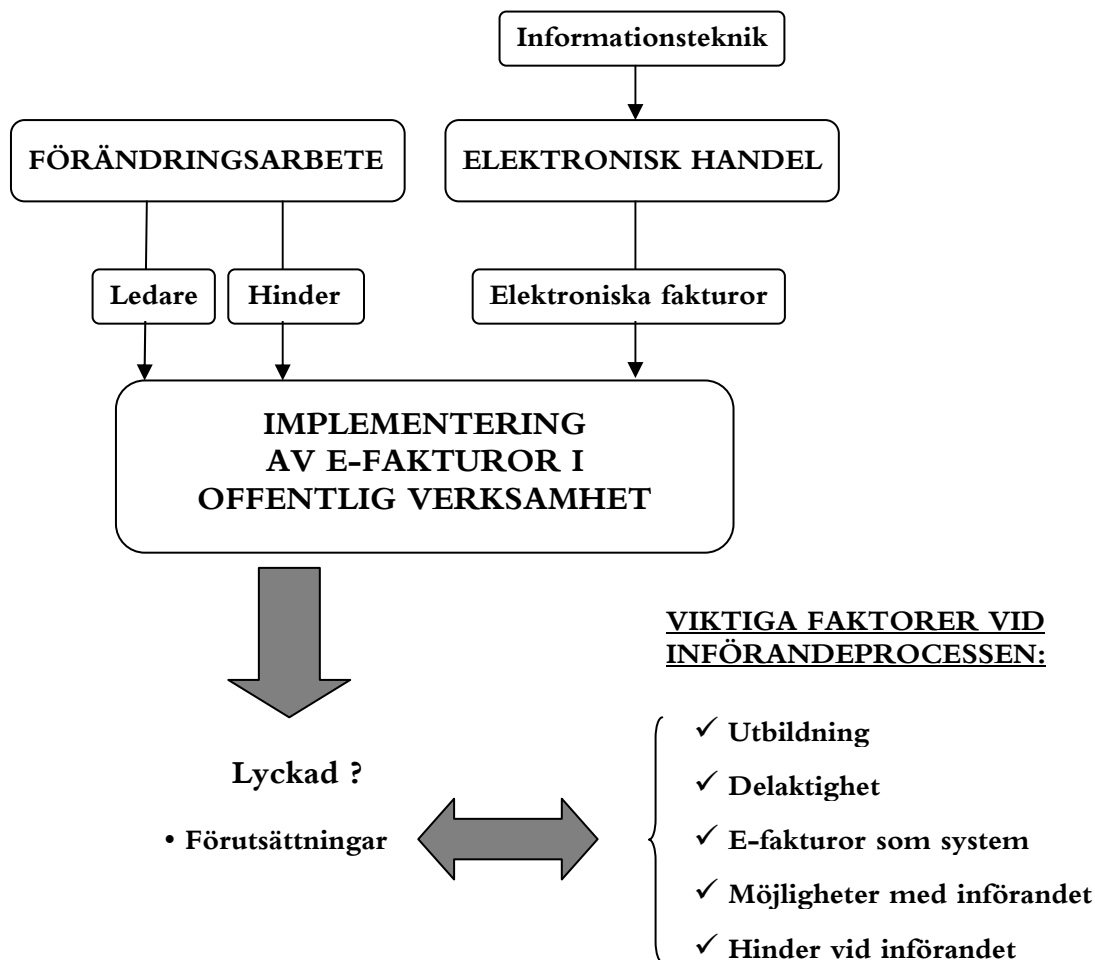 Informationsteknik
FÖRÄNDRINGSARBETE
ELEKTRONISK HANDEL
Ledare
Hinder
Elektroniska fakturor
IMPLEMENTERING
AV E-FAKTUROR I
OFFENTLIG VERKSAMHET
VIKTIGA FAKTORER VID
INFÖRANDEPROCESSEN:
Lyckad ?
• Förutsättningar
✓ Utbildning
✓ Delaktighet
✓ E-fakturor som system
✓ Möjligheter med införandet
✓ Hinder vid införandet